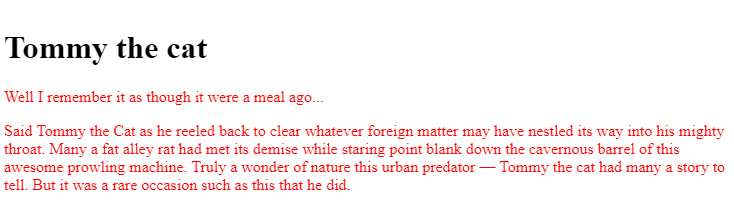 Tommy the cat
Well I remember it as though it were a meal ago...
Said Tommy the Cat as he reeled back to clear whatever foreign matter may have nestled its way into his mighty
throat. Many a fat alley rat had met its demise while staring point blank down the cavernous barrel of this
awesome prowling machine. Truly a wonder of nature this urban predator — Tommy the cat had many a story to
tell. But it was a rare occasion such as this that he did.